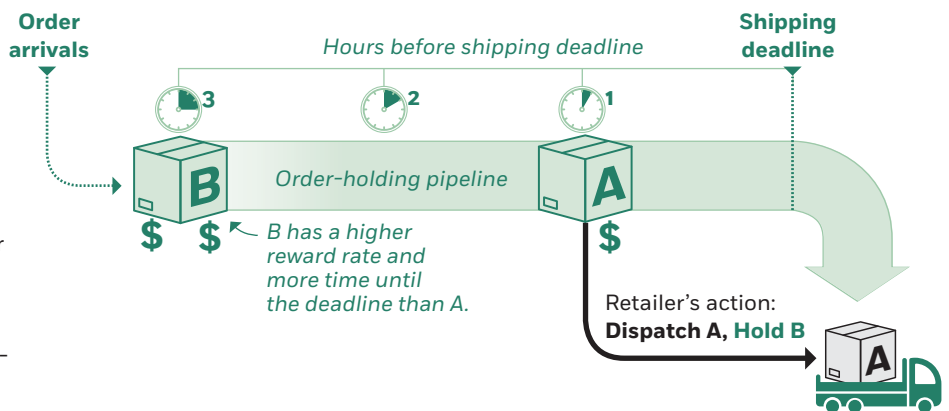 Order
arrivals
Hours before shipping deadline
Shipping
deadline
3
2
1
B
Order-holding pipeline
A
$ $
$
B has a higher
reward rate and
more time until
the deadline than A.
r
–
Retailer's action:
Dispatch A, Hold B
A